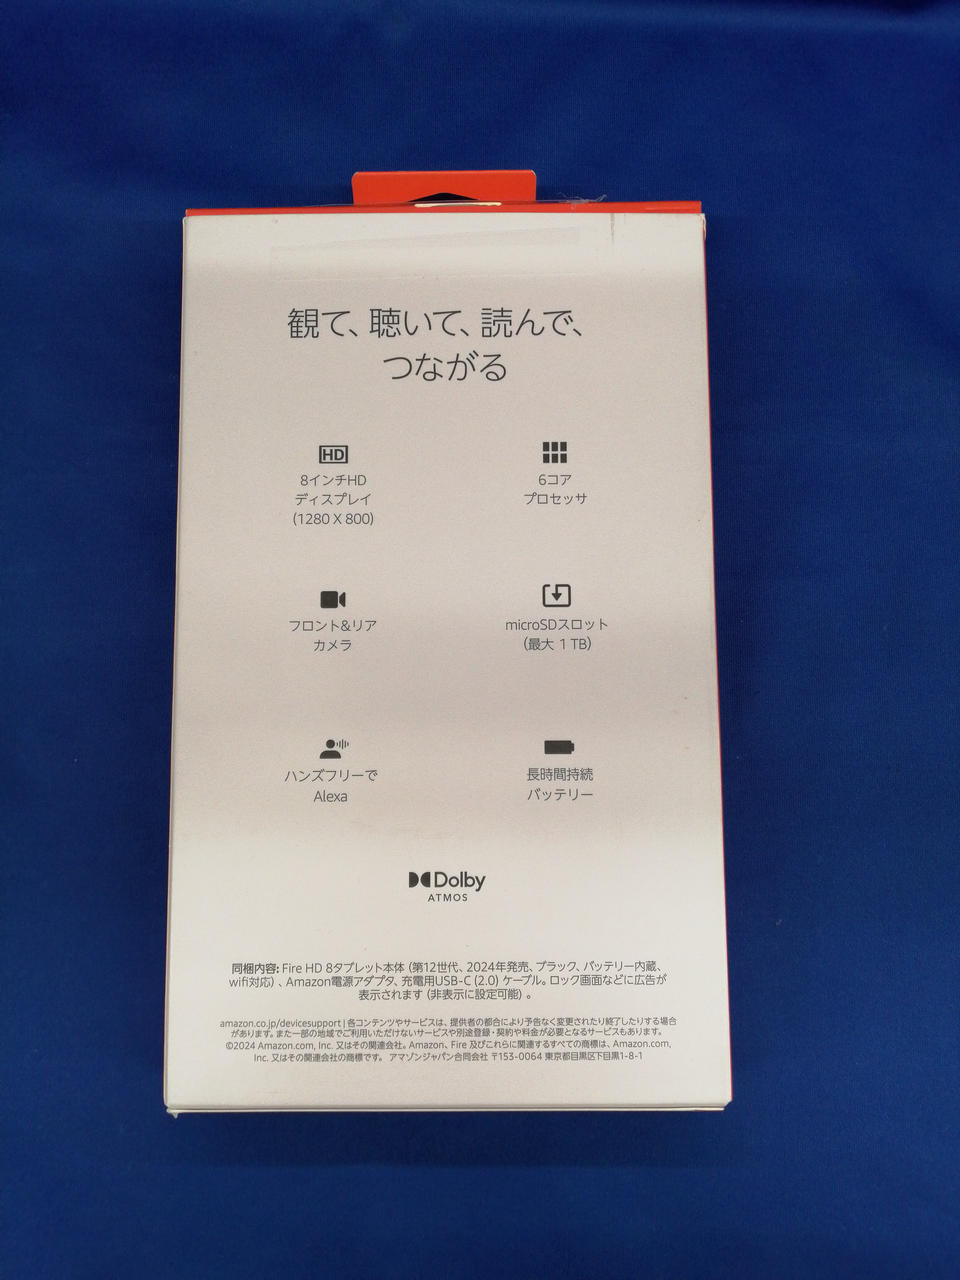 観て、聴いて、読んで、
つながる
HD
8インチHD
ディスプレイ
(1280 X 800)
6コア
プロセッサ
フロント&リア
カメラ
microSDスロット
(最大 1 TB)
ハンズフリーで
Alexa
長時間持続
バッテリー
Dolby
ATMOS
同梱内容: Fire HD 8タブレット本体 (第12世代、2024年発売、ブラック、バッテリー内蔵、
wifi対応) 、Amazon電源アダプタ、充電用USB-C (2.0) ケーブル。ロック画面などに広告が
表示されます (非表示に設定可能) 。
amazon.co.jp/devicesupport | 各コンテンツやサービスは、提供者の都合により予告なく変更されたり終了したりする場合
があります。また一部の地域でご利用いただけないサービスや別途登録・契約や料金が必要となるサービスもあります。
©2024 Amazon.com, Inc. 又はその関連会社。Amazon、Fire 及びこれらに関連するすべての商標は、Amazon.com,
Inc. 又はその関連会社の商標です。 アマゾンジャパン合同会社 〒153-0064 東京都目黒区下目黒1-8-1